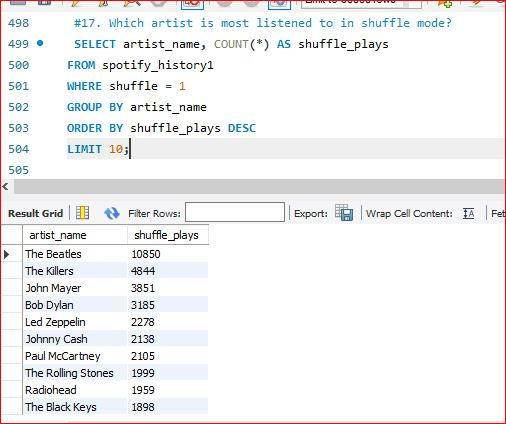 498 #17. Which artist is most listened to in shuffle mode?
499 SELECT artist_name, COUNT(*) AS shuffle_plays
500 FROM spotify_history1
501 WHERE shuffle = 1
502 GROUP BY artist_name
503 ORDER BY shuffle_plays DESC
504 LIMIT 10;
505
Result Grid Filter Rows: Export: Wrap Cell Content: Fet
artist_name shuffle_plays
The Beatles 10850
The Killers 4844
John Mayer 3851
Bob Dylan 3185
Led Zeppelin 2278
Johnny Cash 2138
Paul McCartney 2105
The Rolling Stones 1999
Radiohead 1959
The Black Keys 1898